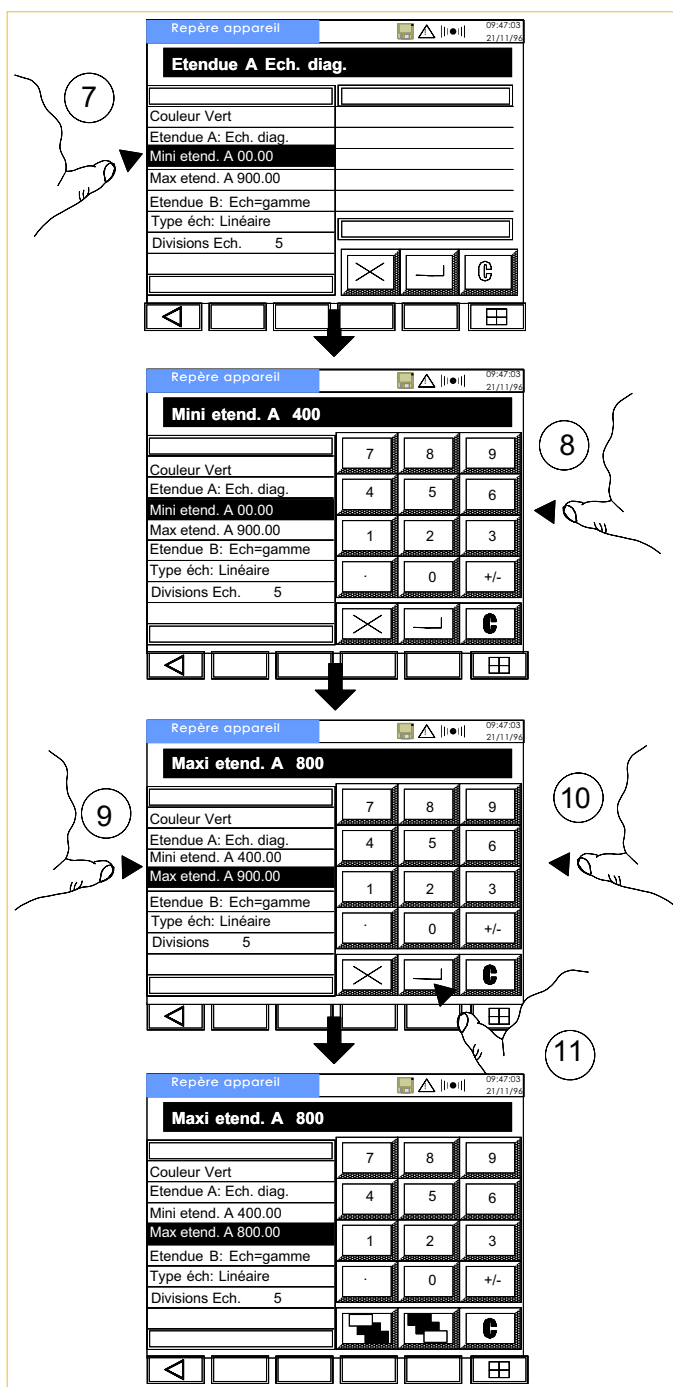 Repère appareil
09:47:03
21/11/96
Etendue A Ech. diag.
7
Couleur Vert
Etendue A: Ech. diag.
Mini etend. A 00.00
Max etend. A 900.00
Etendue B: Ech=gamme
Type éch: Linéaire
Divisions Ech. 5
C
Repère appareil
09:47:03
21/11/96
Mini etend. A 400
8
Couleur Vert
Etendue A: Ech. diag.
Mini etend. A 00.00
Max etend. A 900.00
Etendue B: Ech=gamme
Type éch: Linéaire
Divisions Ech. 5
7 8 9
4 5 6
1 2 3
. 0 +/-
C
Repère appareil
09:47:03
21/11/96
Maxi etend. A 800
9
10
Couleur Vert
Etendue A: Ech. diag.
Mini etend. A 400.00
Max etend. A 900.00
Etendue B: Ech=gamme
Type éch: Linéaire
Divisions 5
7 8 9
4 5 6
1 2 3
. 0 +/-
C
11
Repère appareil
09:47:03
21/11/96
Maxi etend. A 800
Couleur Vert
Etendue A: Ech. diag.
Mini etend. A 400.00
Max etend. A 800.00
Etendue B: Ech=gamme
Type éch: Linéaire
Divisions Ech. 5
7 8 9
4 5 6
1 2 3
. 0 +/-
C